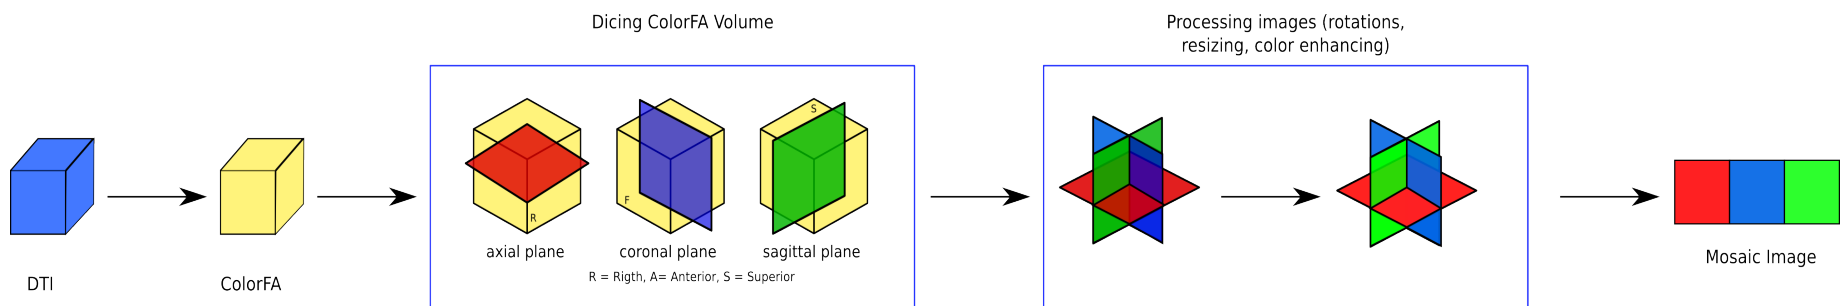 Dicing ColorFA Volume
Processing images (rotations,
resizing, color enhancing)
S
F
R
axial plane
coronal plane
sagittal plane
R = Rigth, A= Anterior, S = Superior
DTI
ColorFA
Mosaic Image